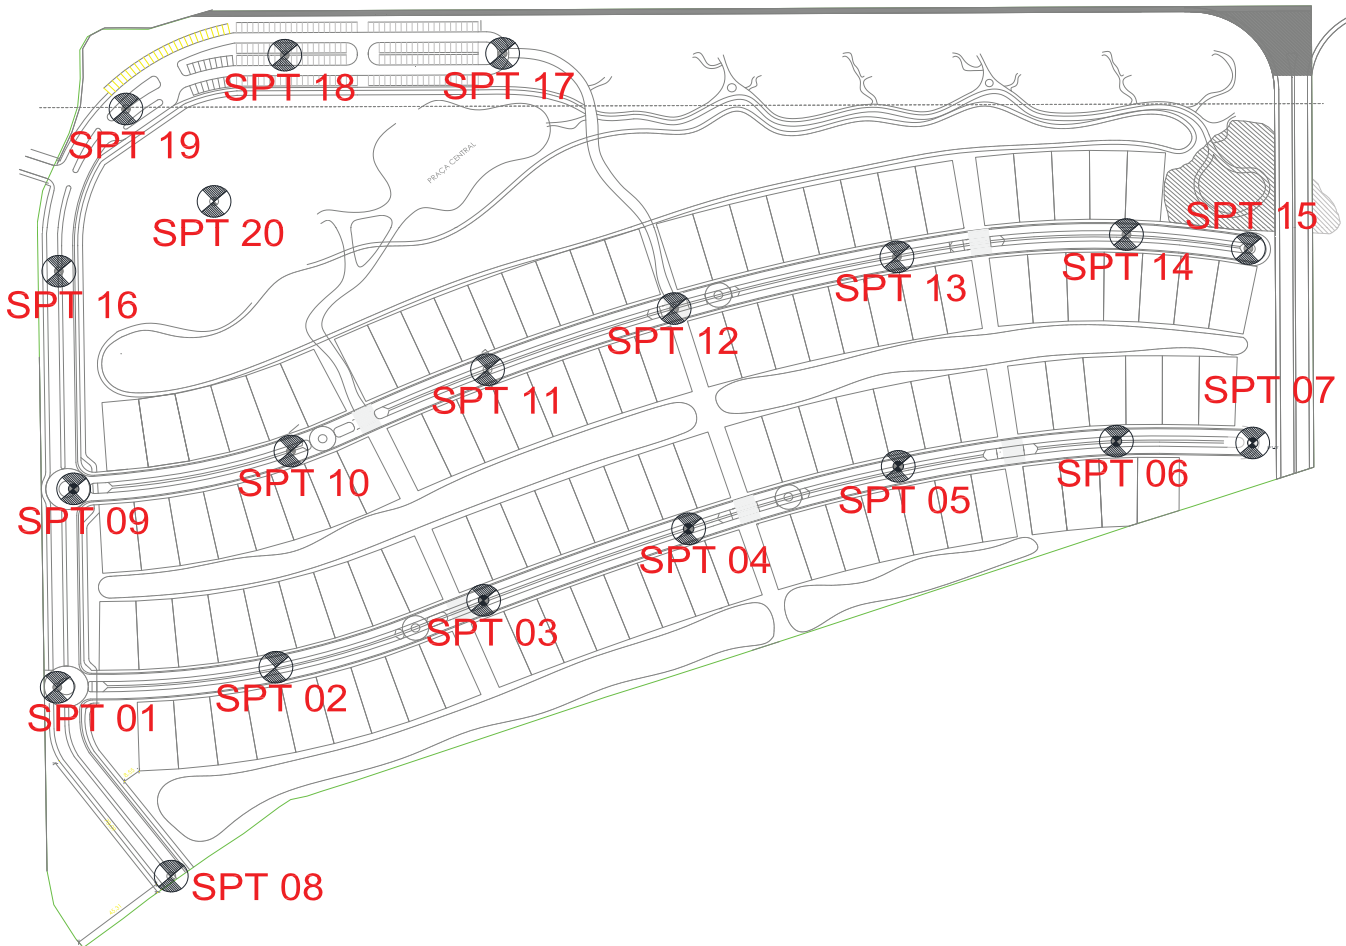 SPT 18
SPT 17
SPT 19
PRAÇA CENTRAL
SPT 20
SPT 15
SPT 16
SPT 14
SPT 13
SPT 12
SPT 11
SPT 07
SPT 10
SPT 06
SPT 05
SPT 09
SPT 04
SPT 03
SPT 02
SPT 01
SPT 08